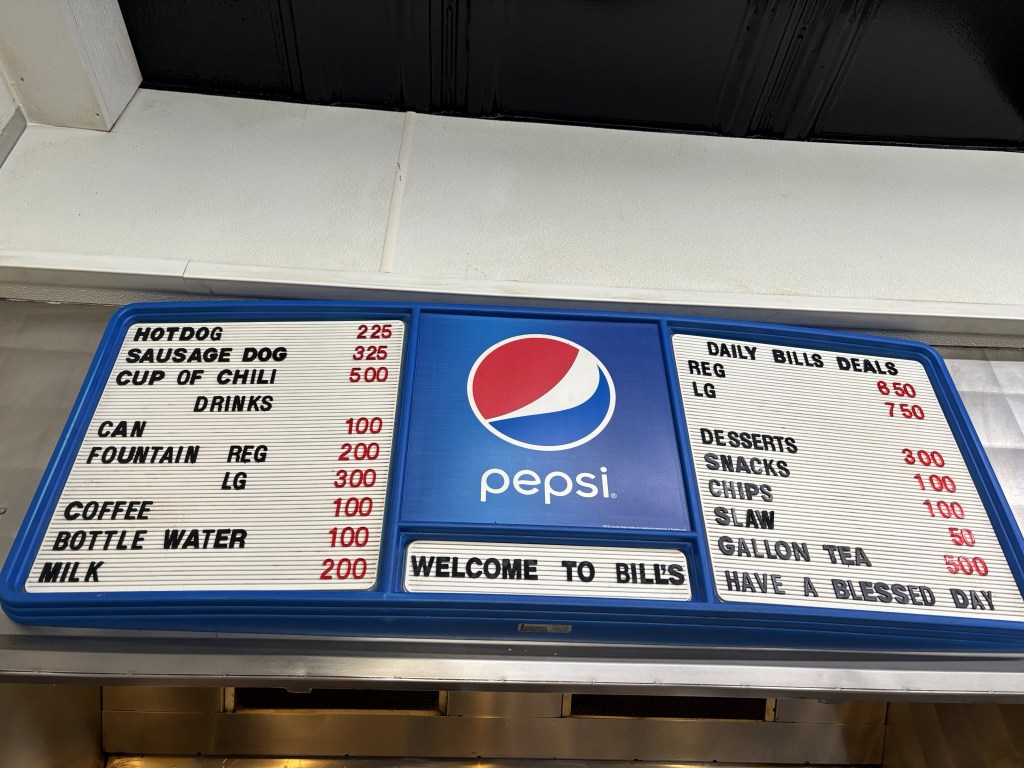 HOTDOG 225
SAUSAGE DOG 325
CUP OF CHILI 500
DRINKS
CAN 100
FOUNTAIN REG 200
LG 300
COFFEE 100
BOTTLE WATER 100
MILK 200
pepsi
WELCOME TO BILL'S
DAILY BILLS DEALS
REG 650
LG 750
DESSERTS 300
SNACKS 100
CHIPS 100
SLAW 50
GALLON TEA 500
HAVE A BLESSED DAY